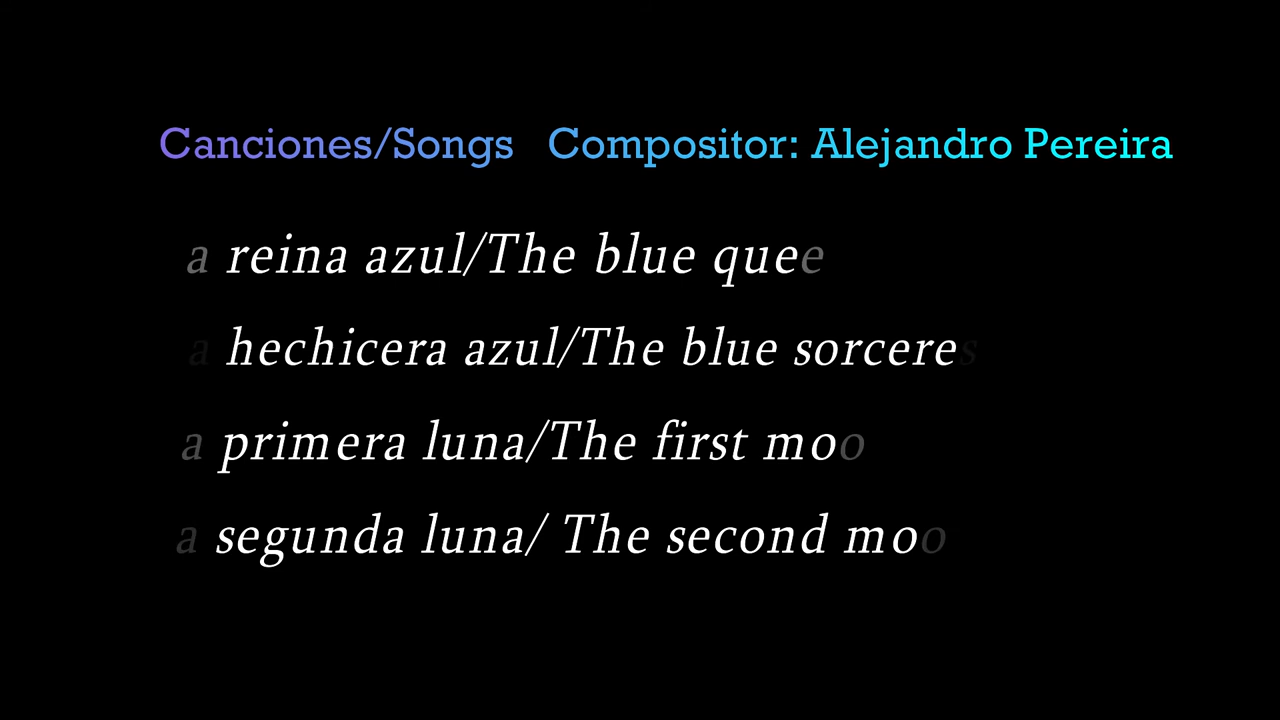 Canciones/Songs Compositor: Alejandro Pereira
a reina azul/The blue quee
a hechicera azul/The blue sorceres
a primera luna/The first moo
a segunda luna/ The second moo